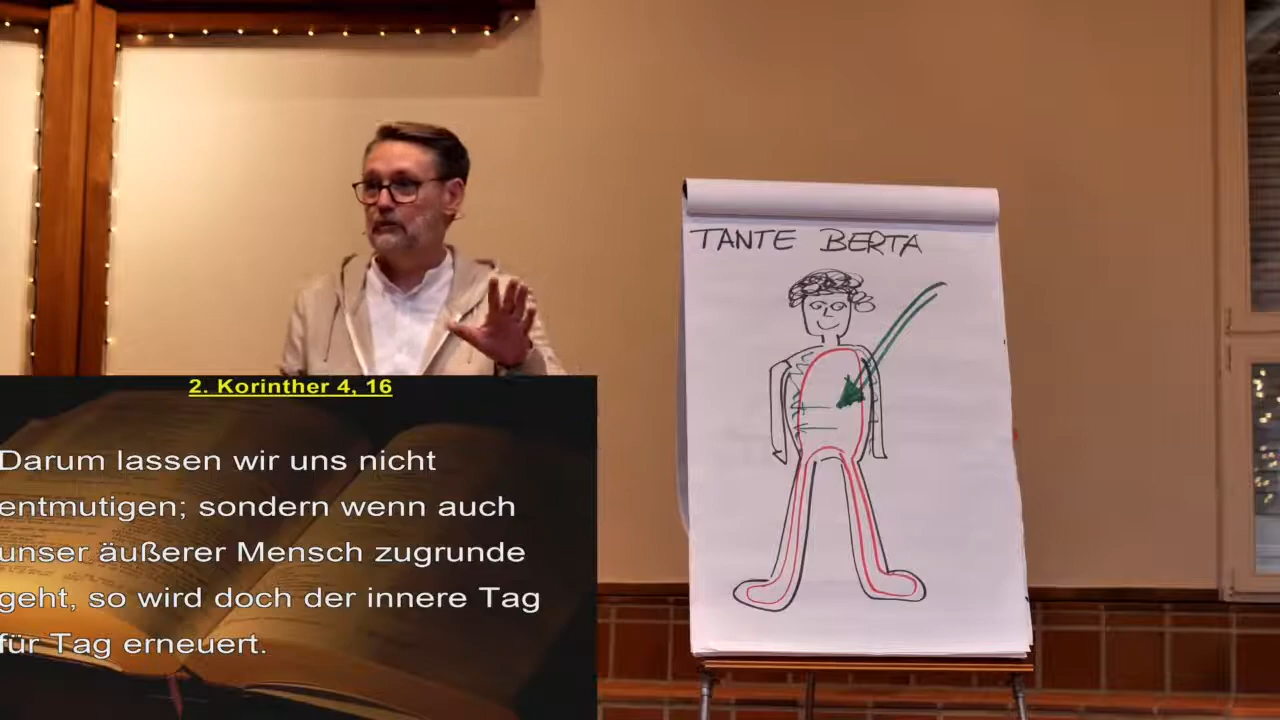 TANTE BERTA
2. Korinther 4, 16
Darum lassen wir uns nicht
entmutigen; sondern wenn auch
unser äußerer Mensch zugrunde
geht, so wird doch der innere Tag
für Tag erneuert.